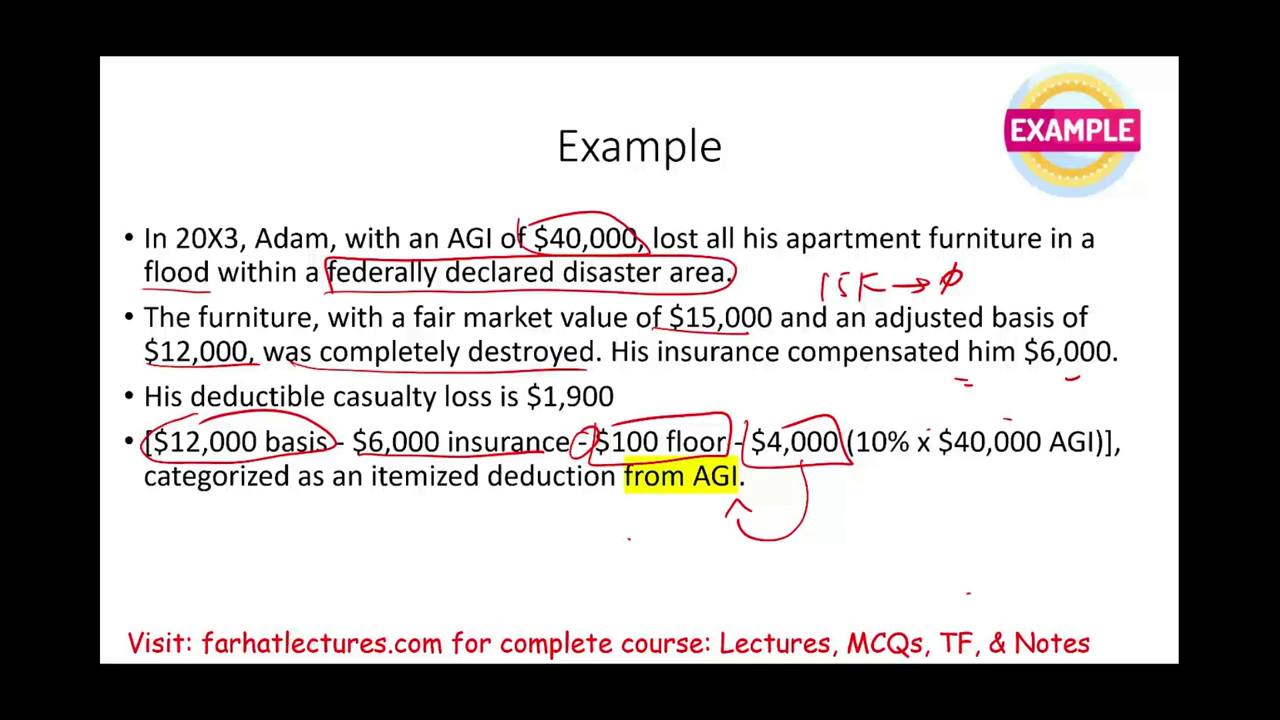 EXAMPLE
Example
• In 20X3, Adam, with an AGI of $40,000, lost all his apartment furniture in a
flood within a federally declared disaster area.
15K → ϕ
• The furniture, with a fair market value of $15,000 and an adjusted basis of
$12,000, was completely destroyed. His insurance compensated him $6,000.
• His deductible casualty loss is $1,900
• [$12,000 basis - $6,000 insurance - $100 floor - $4,000 (10% x $40,000 AGI)],
categorized as an itemized deduction from AGI.
Visit: farhatlectures.com for complete course: Lectures, MCQs, TF, & Notes